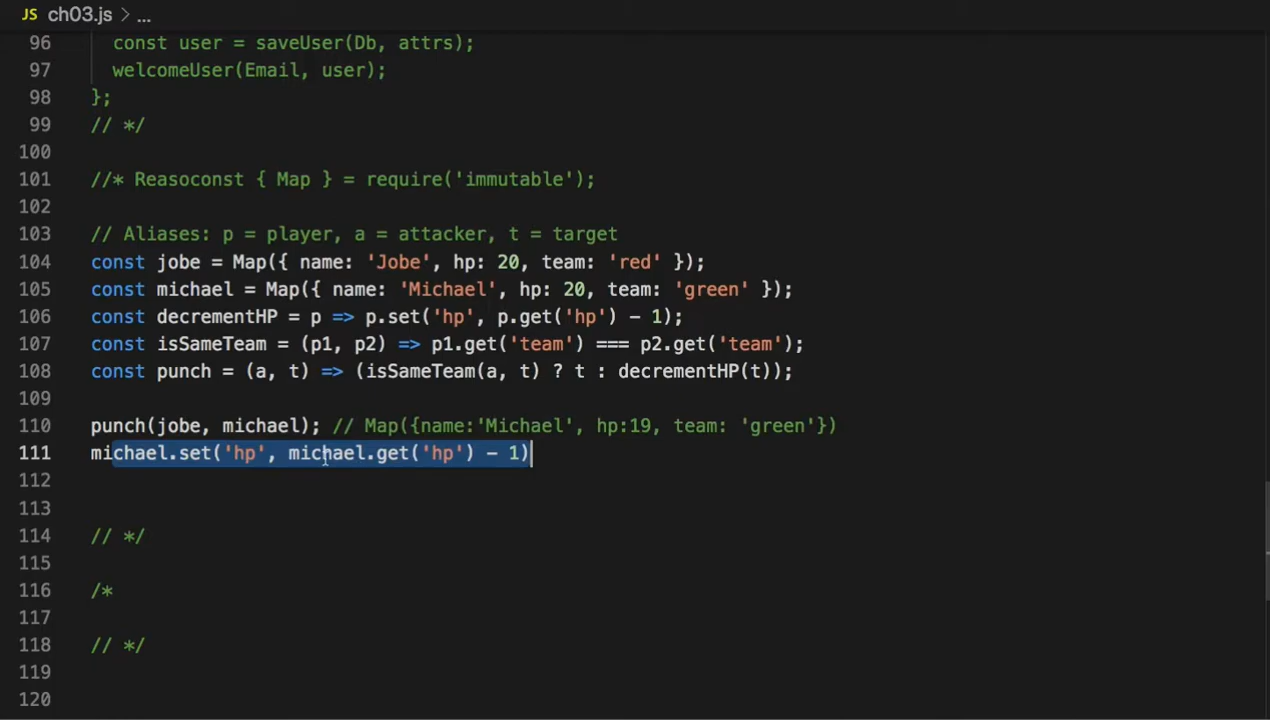 JS ch03.js > ...
96 const user = saveUser(Db, attrs);
97 welcomeUser(Email, user);
98 };
99 // */
100
101 //* Reasoconst { Map } = require('immutable');
102
103 // Aliases: p = player, a = attacker, t = target
104 const jobe = Map({ name: 'Jobe', hp: 20, team: 'red' });
105 const michael = Map({ name: 'Michael', hp: 20, team: 'green' });
106 const decrementHP = p => p.set('hp', p.get('hp') - 1);
107 const isSameTeam = (p1, p2) => p1.get('team') === p2.get('team');
108 const punch = (a, t) => (isSameTeam(a, t) ? t : decrementHP(t));
109
110 punch(jobe, michael); // Map({name:'Michael', hp:19, team: 'green'})
111 michael.set('hp', michael.get('hp') - 1)
112
113
114 // */
115
116 /*
117
118 // */
119
120